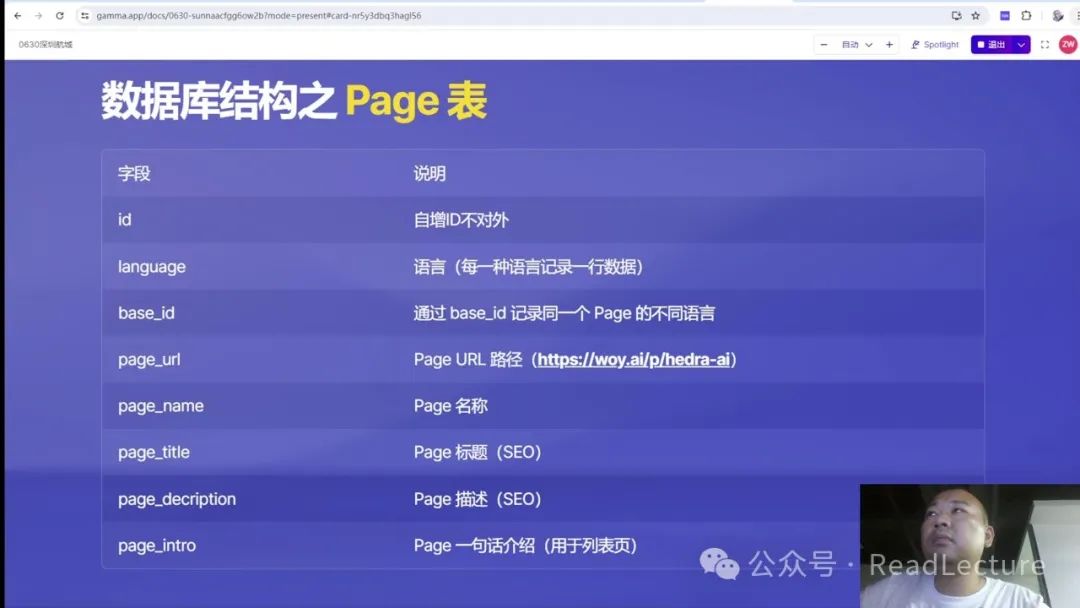 gamma.app/docs/0630-sunnaacfgg6ow2b?mode=present#card-nr5y3dbq3hagl56
0630深圳航城
自动
Spotlight
退出
ZW
数据库结构之 Page 表
字段 说明
id 自增ID不对外
language 语言（每一种语言记录一行数据）
base_id 通过 base_id 记录同一个 Page 的不同语言
page_url Page URL 路径（https://woy.ai/p/hedra-ai）
page_name Page 名称
page_title Page 标题（SEO）
page_decription Page 描述（SEO）
page_intro Page 一句话介绍（用于列表页）
公众号 · ReadLecture